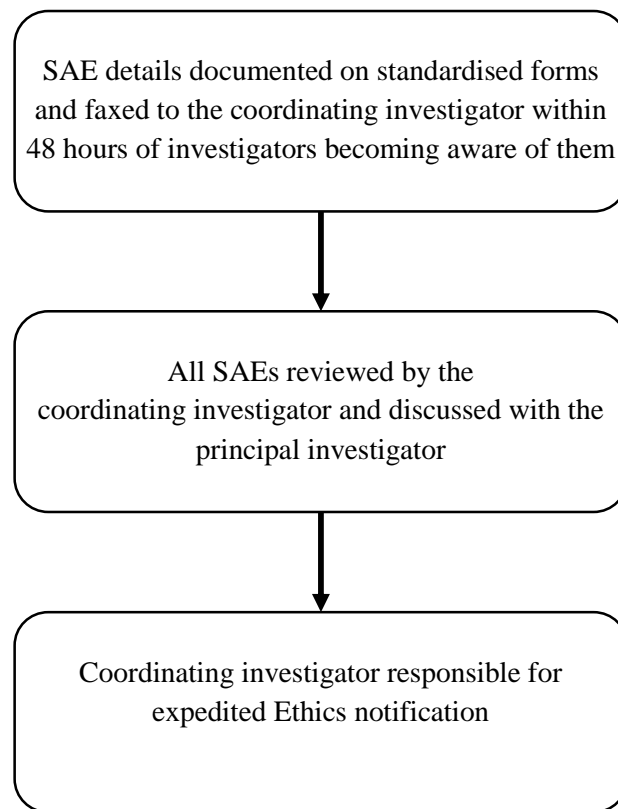 SAE details documented on standardised forms
and faxed to the coordinating investigator within
48 hours of investigators becoming aware of them
All SAEs reviewed by the
coordinating investigator and discussed with the
principal investigator
Coordinating investigator responsible for
expedited Ethics notification